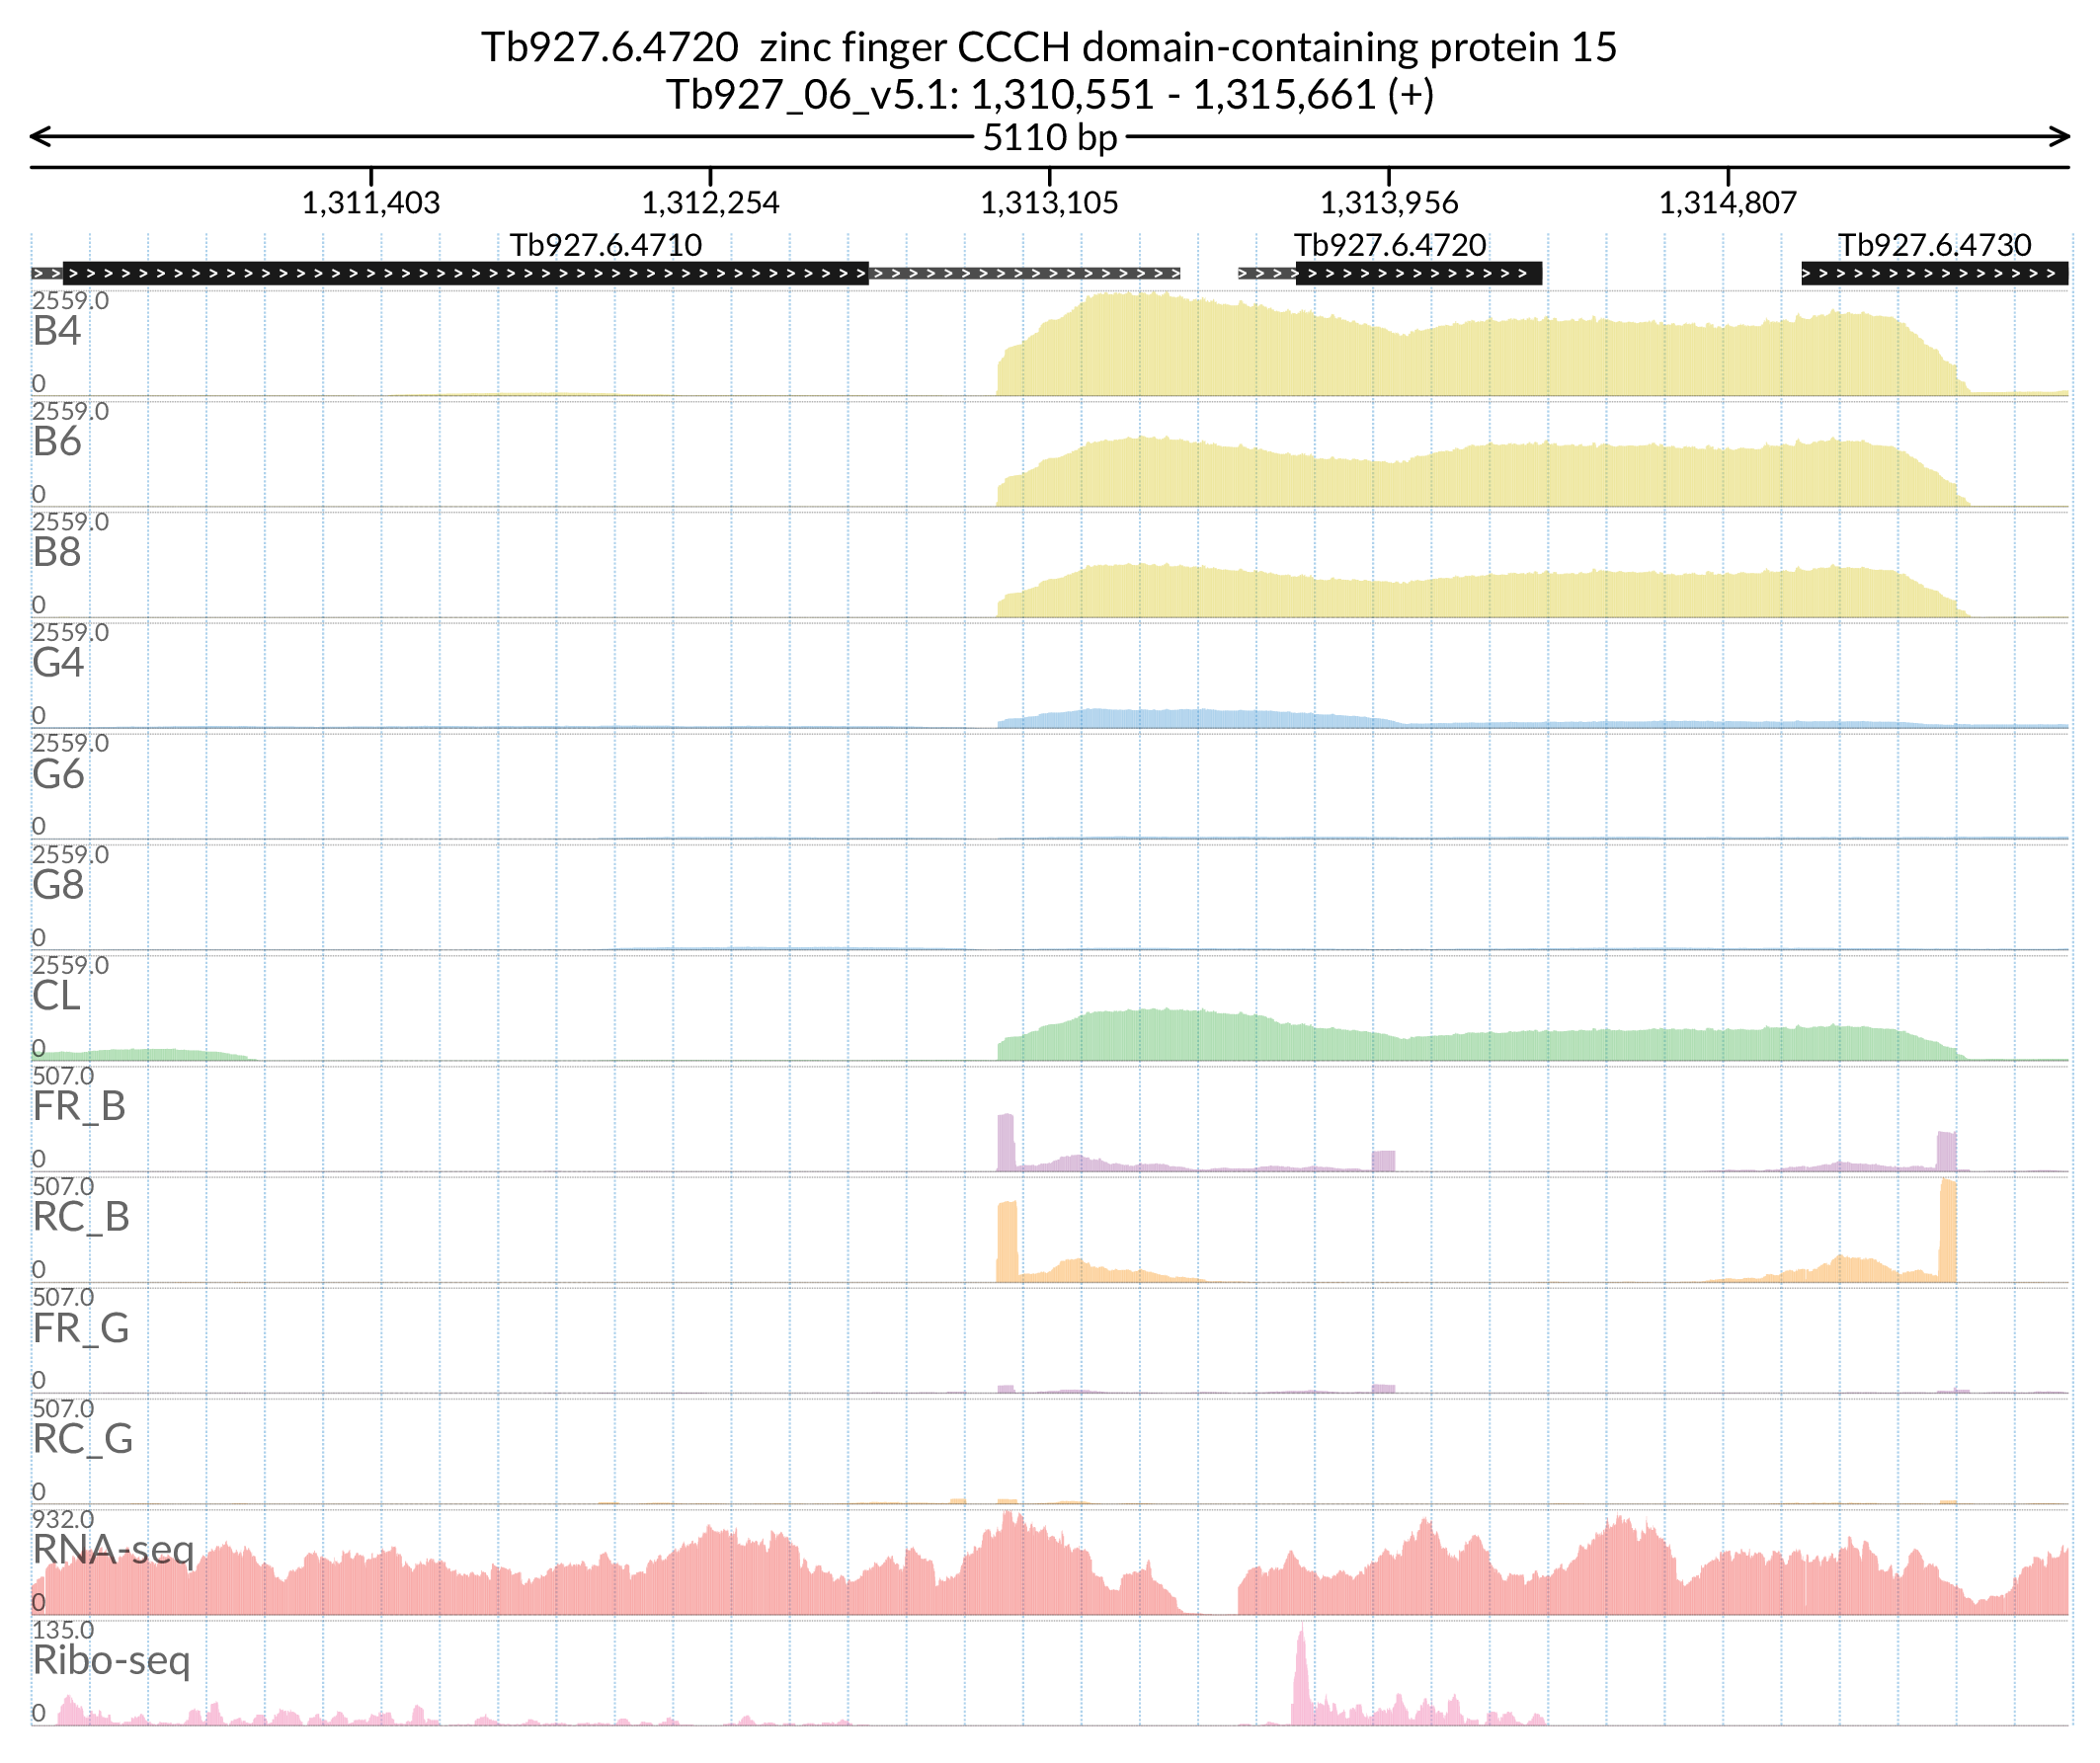 Tb927.6.4720 zinc finger CCCH domain-containing protein 15
Tb927_06_v5.1: 1,310,551 - 1,315,661 (+)
5110 bp
1,311,403 1,312,254 1,313,105 1,313,956 1,314,807
Tb927.6.4710 Tb927.6.4720 Tb927.6.4730
2559.0
B4
0
2559.0
B6
0
2559.0
B8
0
2559.0
G4
0
2559.0
G6
0
2559.0
G8
0
2559.0
CL
0
507.0
FR_B
0
507.0
RC_B
0
507.0
FR_G
0
507.0
RC_G
0
932.0
RNA-seq
0
135.0
Ribo-seq
0